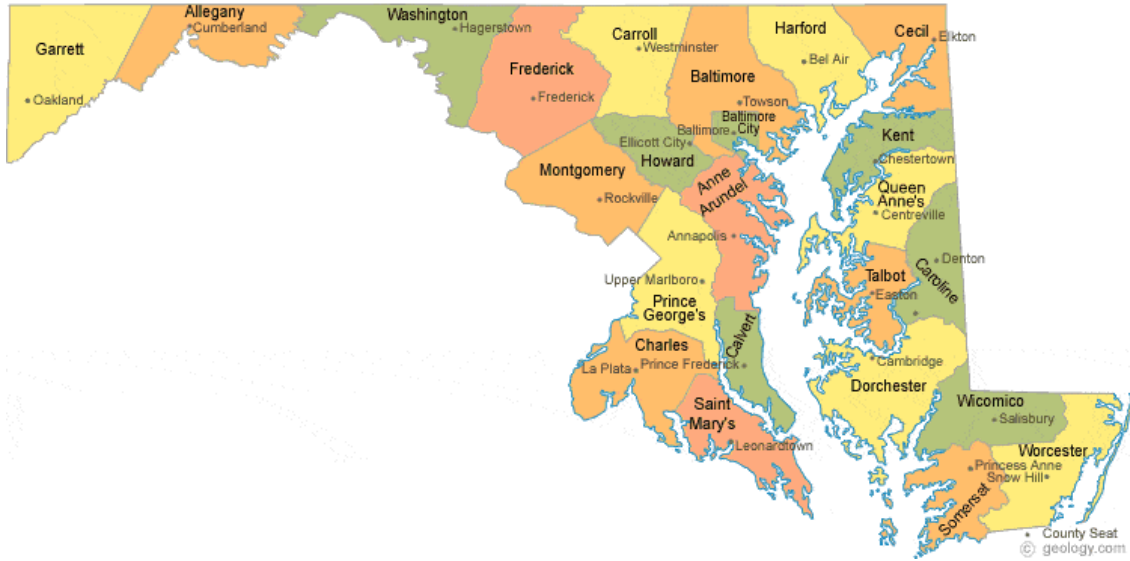 Garrett
Oakland
Allegany
Cumberland
Washington
Hagerstown
Frederick
Frederick
Carroll
Westminster
Baltimore
Towson
Baltimore
City
Baltimore
Harford
Bel Air
Cecil
Elkton
Ellicott City
Howard
Montgomery
Rockville
Anne
Arundel
Annapolis
Kent
Chestertown
Queen
Anne's
Centreville
Talbot
Easton
Caroline
Denton
Upper Marlboro
Prince
George's
Charles
La Plata
Calvert
Prince Frederick
Saint
Mary's
Leonardtown
Cambridge
Dorchester
Wicomico
Salisbury
Worcester
Snow Hill
Princess Anne
Somerset
County Seat
© geology.com